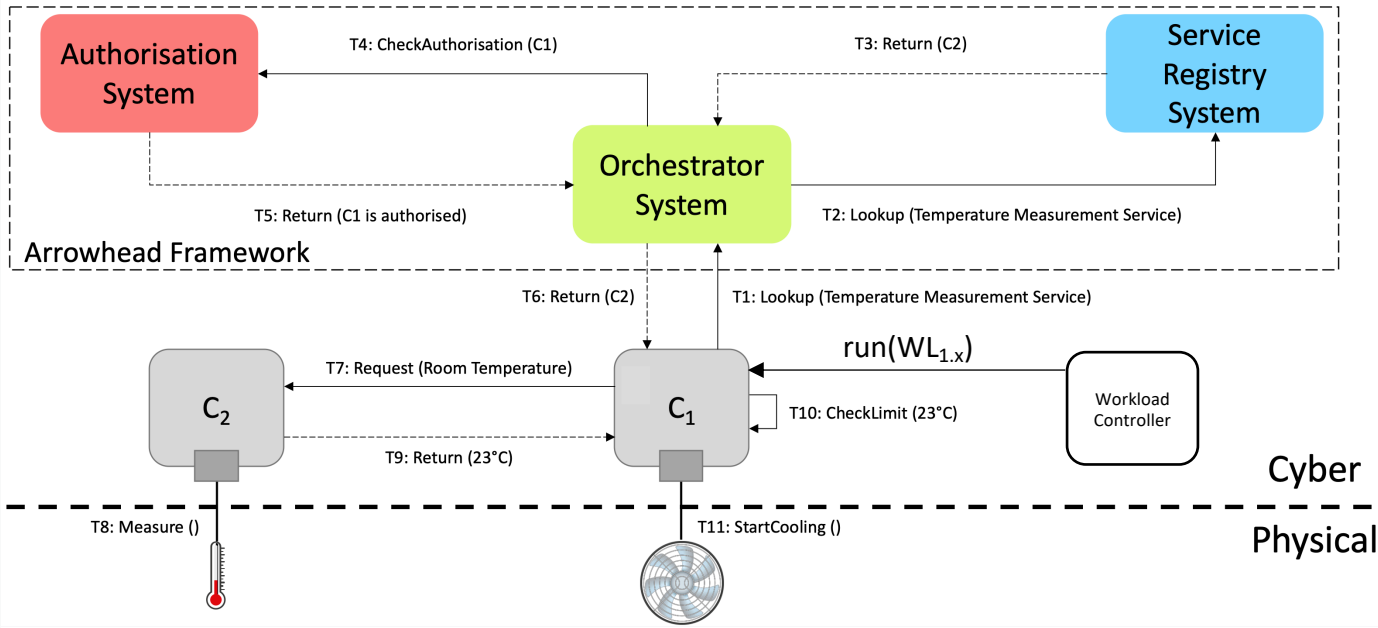 Authorisation
System
T4: CheckAuthorisation (C1)
T3: Return (C2)
Service
Registry
System
Orchestrator
System
T5: Return (C1 is authorised)
T2: Lookup (Temperature Measurement Service)
Arrowhead Framework
T6: Return (C2)
T1: Lookup (Temperature Measurement Service)
run(WL1.x)
T7: Request (Room Temperature)
C2
C1
T10: CheckLimit (23°C)
Workload
Controller
T9: Return (23°C)
Cyber
T8: Measure ()
T11: StartCooling ()
Physical